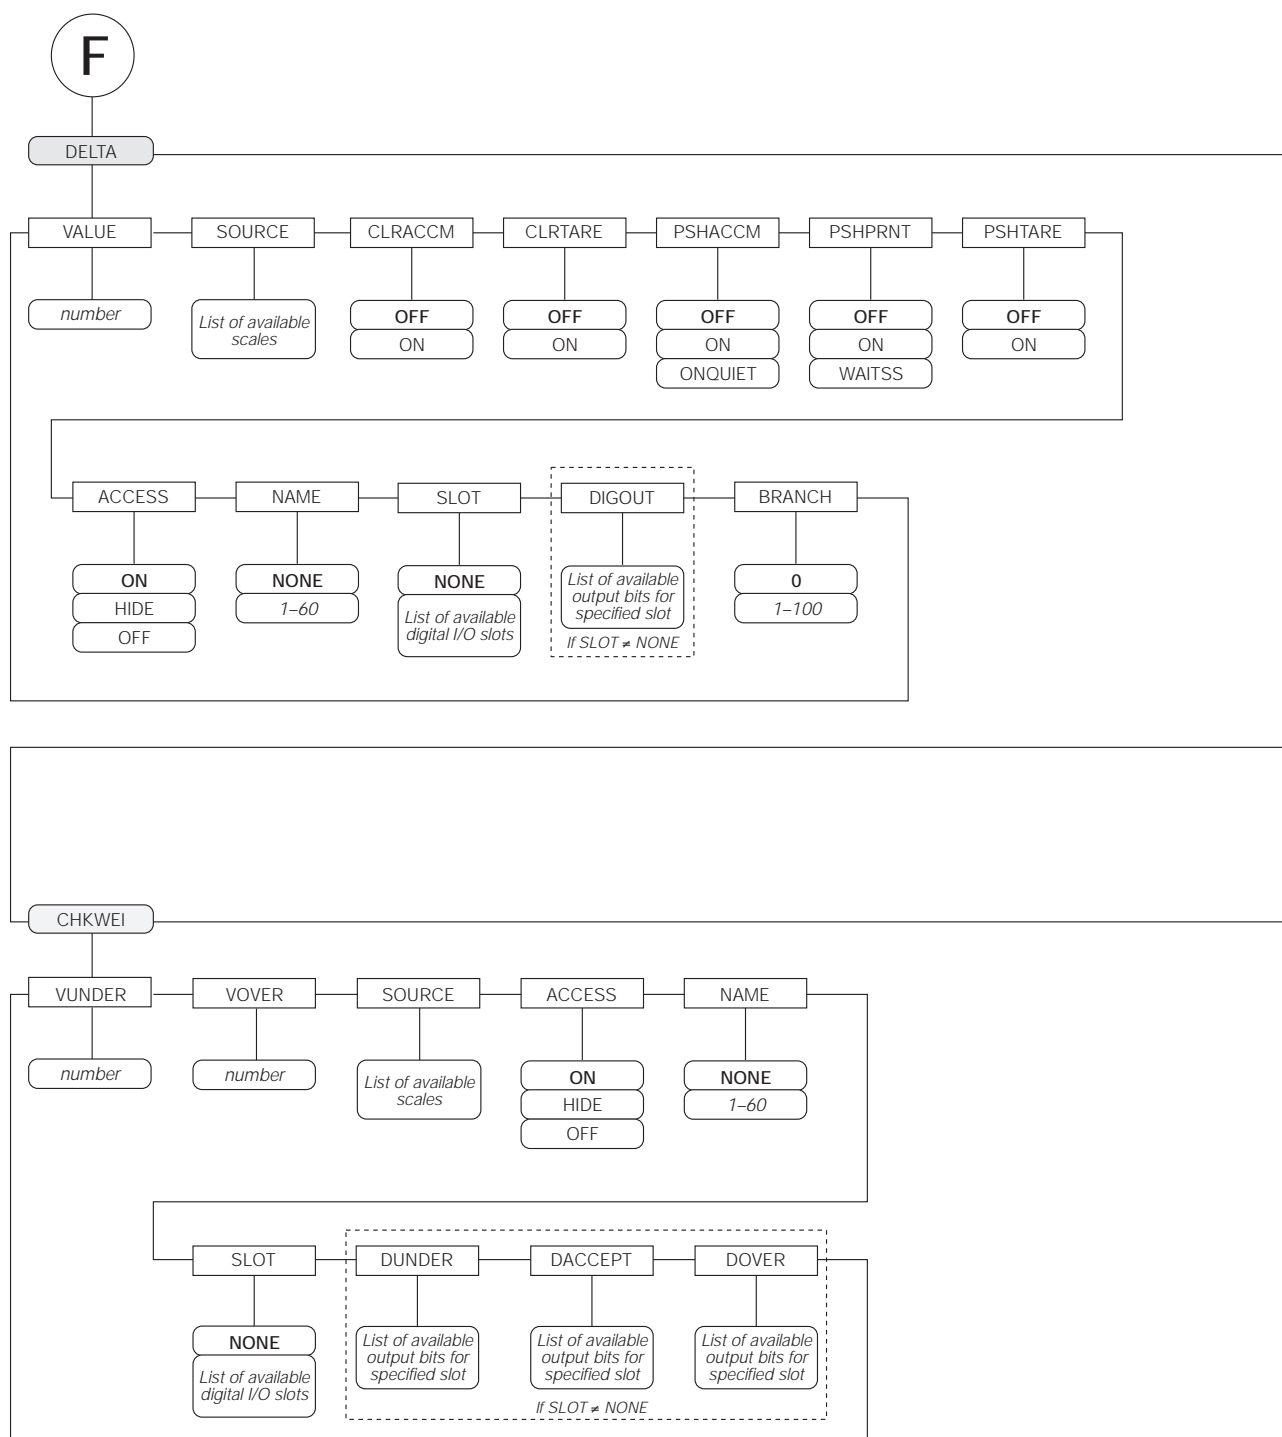 F
DELTA
VALUE
SOURCE
CLRACCM
CLRTARE
PSHACCM
PSHPRNT
PSHTARE
number
List of available
scales
OFF
ON
OFF
ON
OFF
ON
ONQUIET
OFF
ON
WAITSS
OFF
ON
ACCESS
NAME
SLOT
DIGOUT
BRANCH
ON
HIDE
OFF
NONE
1–60
NONE
List of available
digital I/O slots
List of available
output bits for
specified slot
If SLOT ≠ NONE
0
1–100
CHKWEI
VUNDER
VOVER
SOURCE
ACCESS
NAME
number
number
List of available
scales
ON
HIDE
OFF
NONE
1–60
SLOT
DUNDER
DACCEPT
DOVER
NONE
List of available
digital I/O slots
List of available
output bits for
specified slot
List of available
output bits for
specified slot
List of available
output bits for
specified slot
If SLOT ≠ NONE